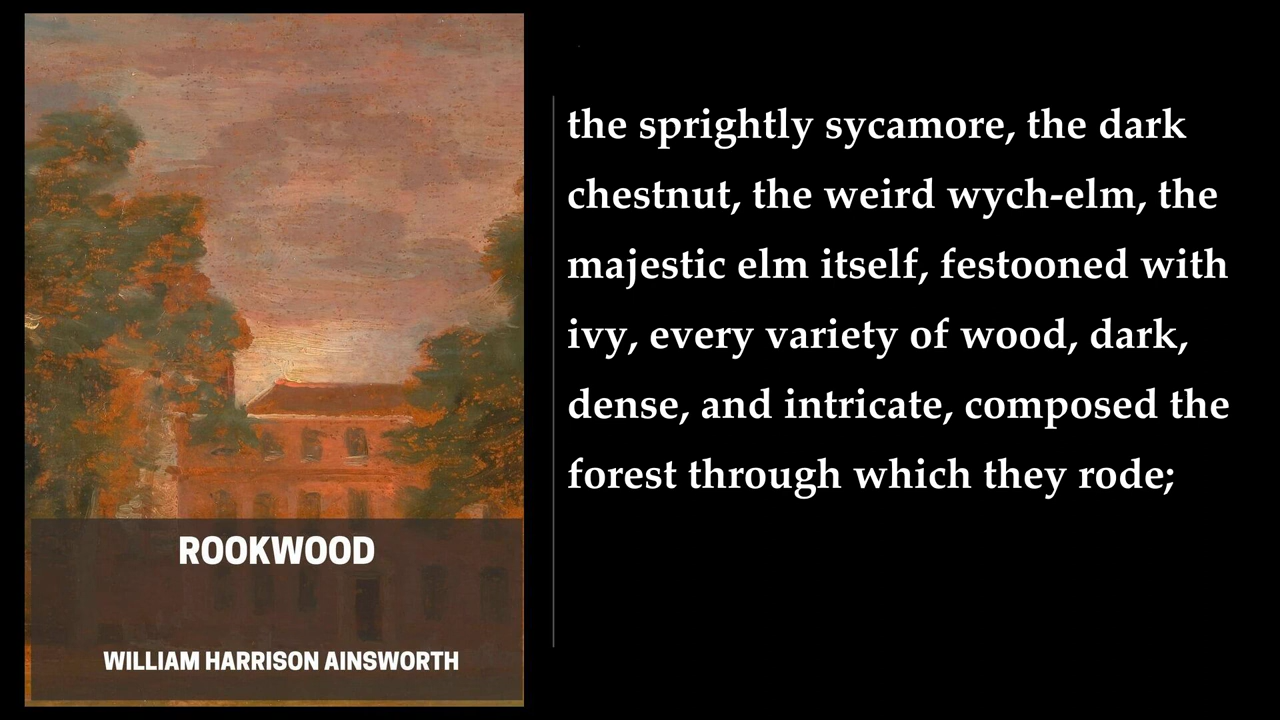 the sprightly sycamore, the dark
chestnut, the weird wych-elm, the
majestic elm itself, festooned with
ivy, every variety of wood, dark,
dense, and intricate, composed the
forest through which they rode;
ROOKWOOD
WILLIAM HARRISON AINSWORTH